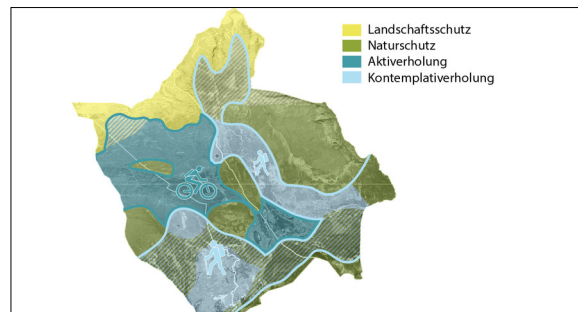 Landschaftsschutz
Naturschutz
Aktiverholung
Kontemplativerholung